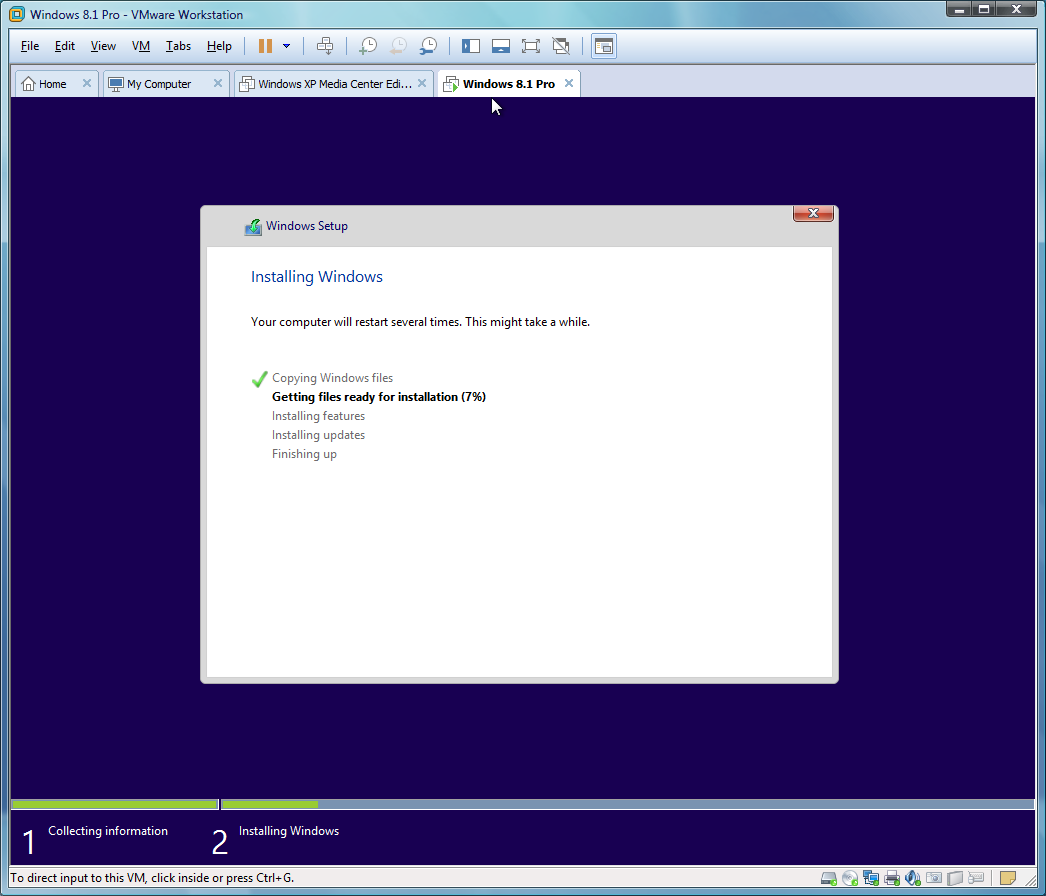 Windows 8.1 Pro - VMware Workstation
File Edit View VM Tabs Help
Home My Computer Windows XP Media Center Edi... Windows 8.1 Pro
Windows Setup
Installing Windows
Your computer will restart several times. This might take a while.
Copying Windows files
Getting files ready for installation (7%)
Installing features
Installing updates
Finishing up
1 Collecting information 2 Installing Windows
To direct input to this VM, click inside or press Ctrl+G.